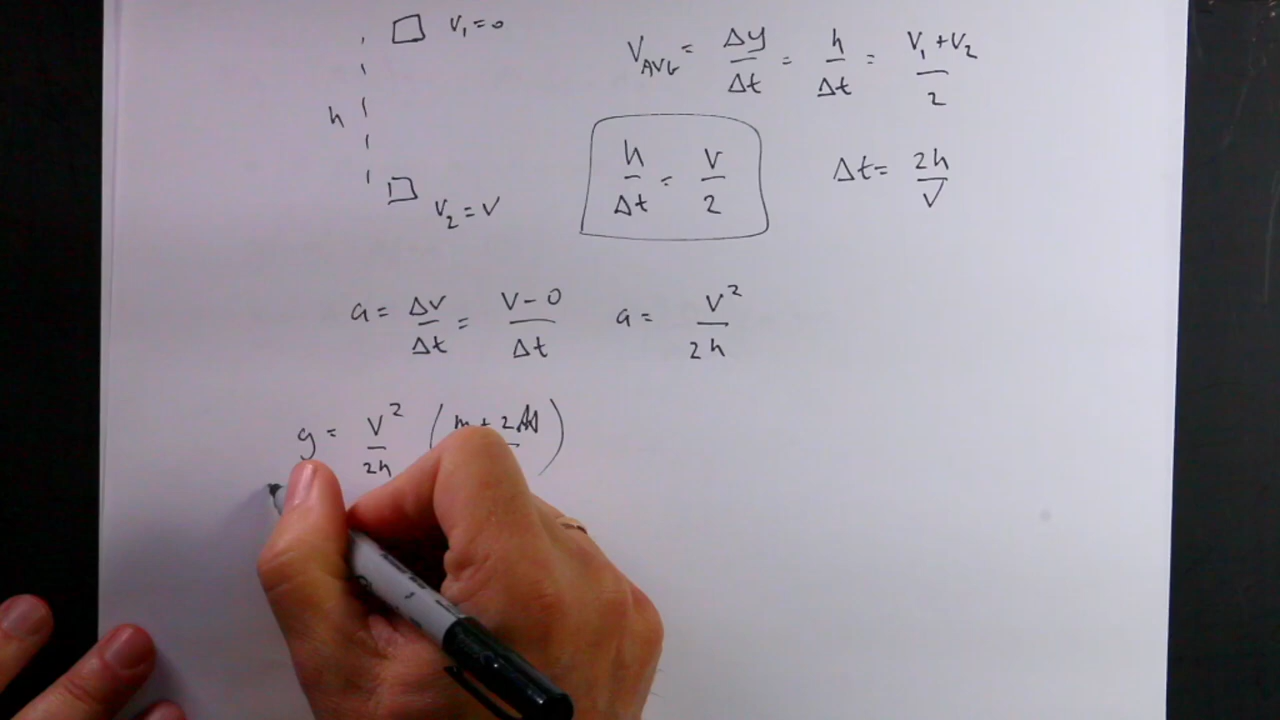 V₁ = 0
V_AVG = Δy/Δt = h/Δt = (V₁ + V₂)/2
h
h/Δt = V/2
Δt = 2h/V
V₂ = V
a = Δv/Δt = (V - 0)/Δt
a = V²/2h
g = V²/2h (m + 2M)